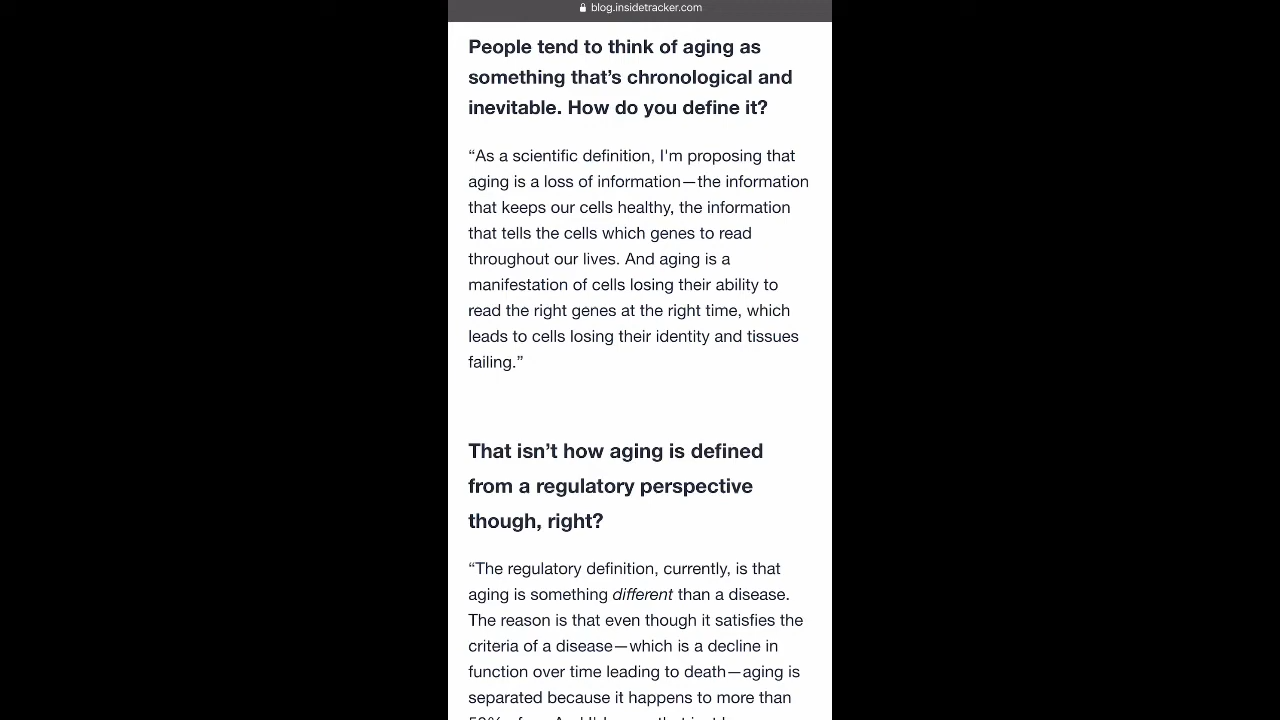 blog.insidetracker.com
People tend to think of aging as
something that’s chronological and
inevitable. How do you define it?
“As a scientific definition, I'm proposing that
aging is a loss of information—the information
that keeps our cells healthy, the information
that tells the cells which genes to read
throughout our lives. And aging is a
manifestation of cells losing their ability to
read the right genes at the right time, which
leads to cells losing their identity and tissues
failing.”
That isn’t how aging is defined
from a regulatory perspective
though, right?
“The regulatory definition, currently, is that
aging is something different than a disease.
The reason is that even though it satisfies the
criteria of a disease—which is a decline in
function over time leading to death—aging is
separated because it happens to more than